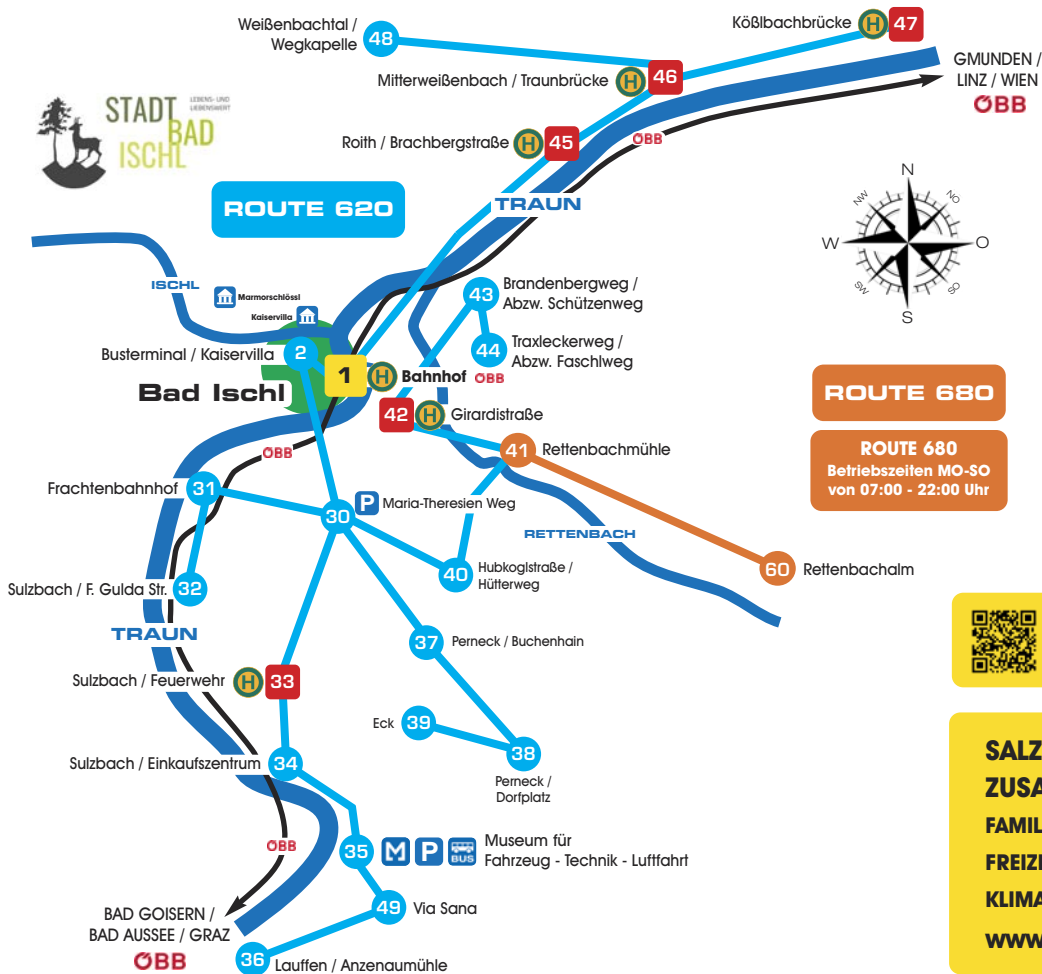 Weißenbachtal /
Wegkapelle
48
Kößlbachbrücke
H
47
GMUNDEN /
LINZ / WIEN
ÖBB
Mitterweißenbach / Traunbrücke
H
46
STADT
BAD
ISCHL
LEBENS- UND
LIEBENSWERT
Roith / Brachbergstraße
H
45
ÖBB
ROUTE 620
TRAUN
N
NO
O
SO
S
SW
W
NW
ISCHL
Marmorschlössl
Kaiservilla
Brandenbergweg /
Abzw. Schützenweg
43
Traxleckerweg /
Abzw. Faschlweg
44
Busterminal / Kaiservilla
2
1
H
Bahnhof
ÖBB
Bad Ischl
42
H
Girardistraße
ROUTE 680
ROUTE 680
Betriebszeiten MO-SO
von 07:00 - 22:00 Uhr
41
Rettenbachmühle
ÖBB
Frachtenbahnhof
31
30
P
Maria-Theresien Weg
RETTENBACH
40
Hubkoglstraße /
Hütterweg
60
Rettenbachalm
Sulzbach / F. Gulda Str.
32
TRAUN
37
Perneck / Buchenhain
Sulzbach / Feuerwehr
H
33
Eck
39
38
Perneck /
Dorfplatz
Sulzbach / Einkaufszentrum
34
ÖBB
35
M
P
BUS
Museum für
Fahrzeug - Technik - Luftfahrt
49
Via Sana
BAD GOISERN /
BAD AUSSEE / GRAZ
ÖBB
36
Lauffen / Anzenaumühle
SALZ
ZUSA
FAMIL
FREIZE
KLIMA
www